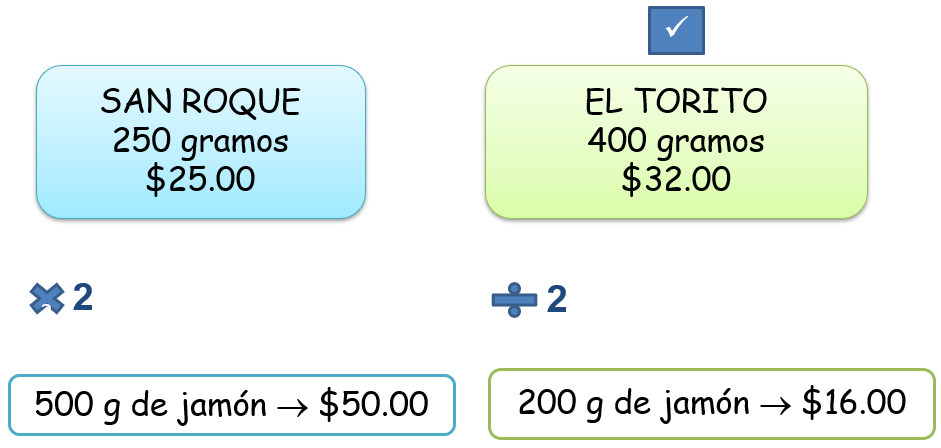 SAN ROQUE
250 gramos
$25.00
EL TORITO
400 gramos
$32.00
2
÷ 2
500 g de jamón → $50.00
200 g de jamón → $16.00